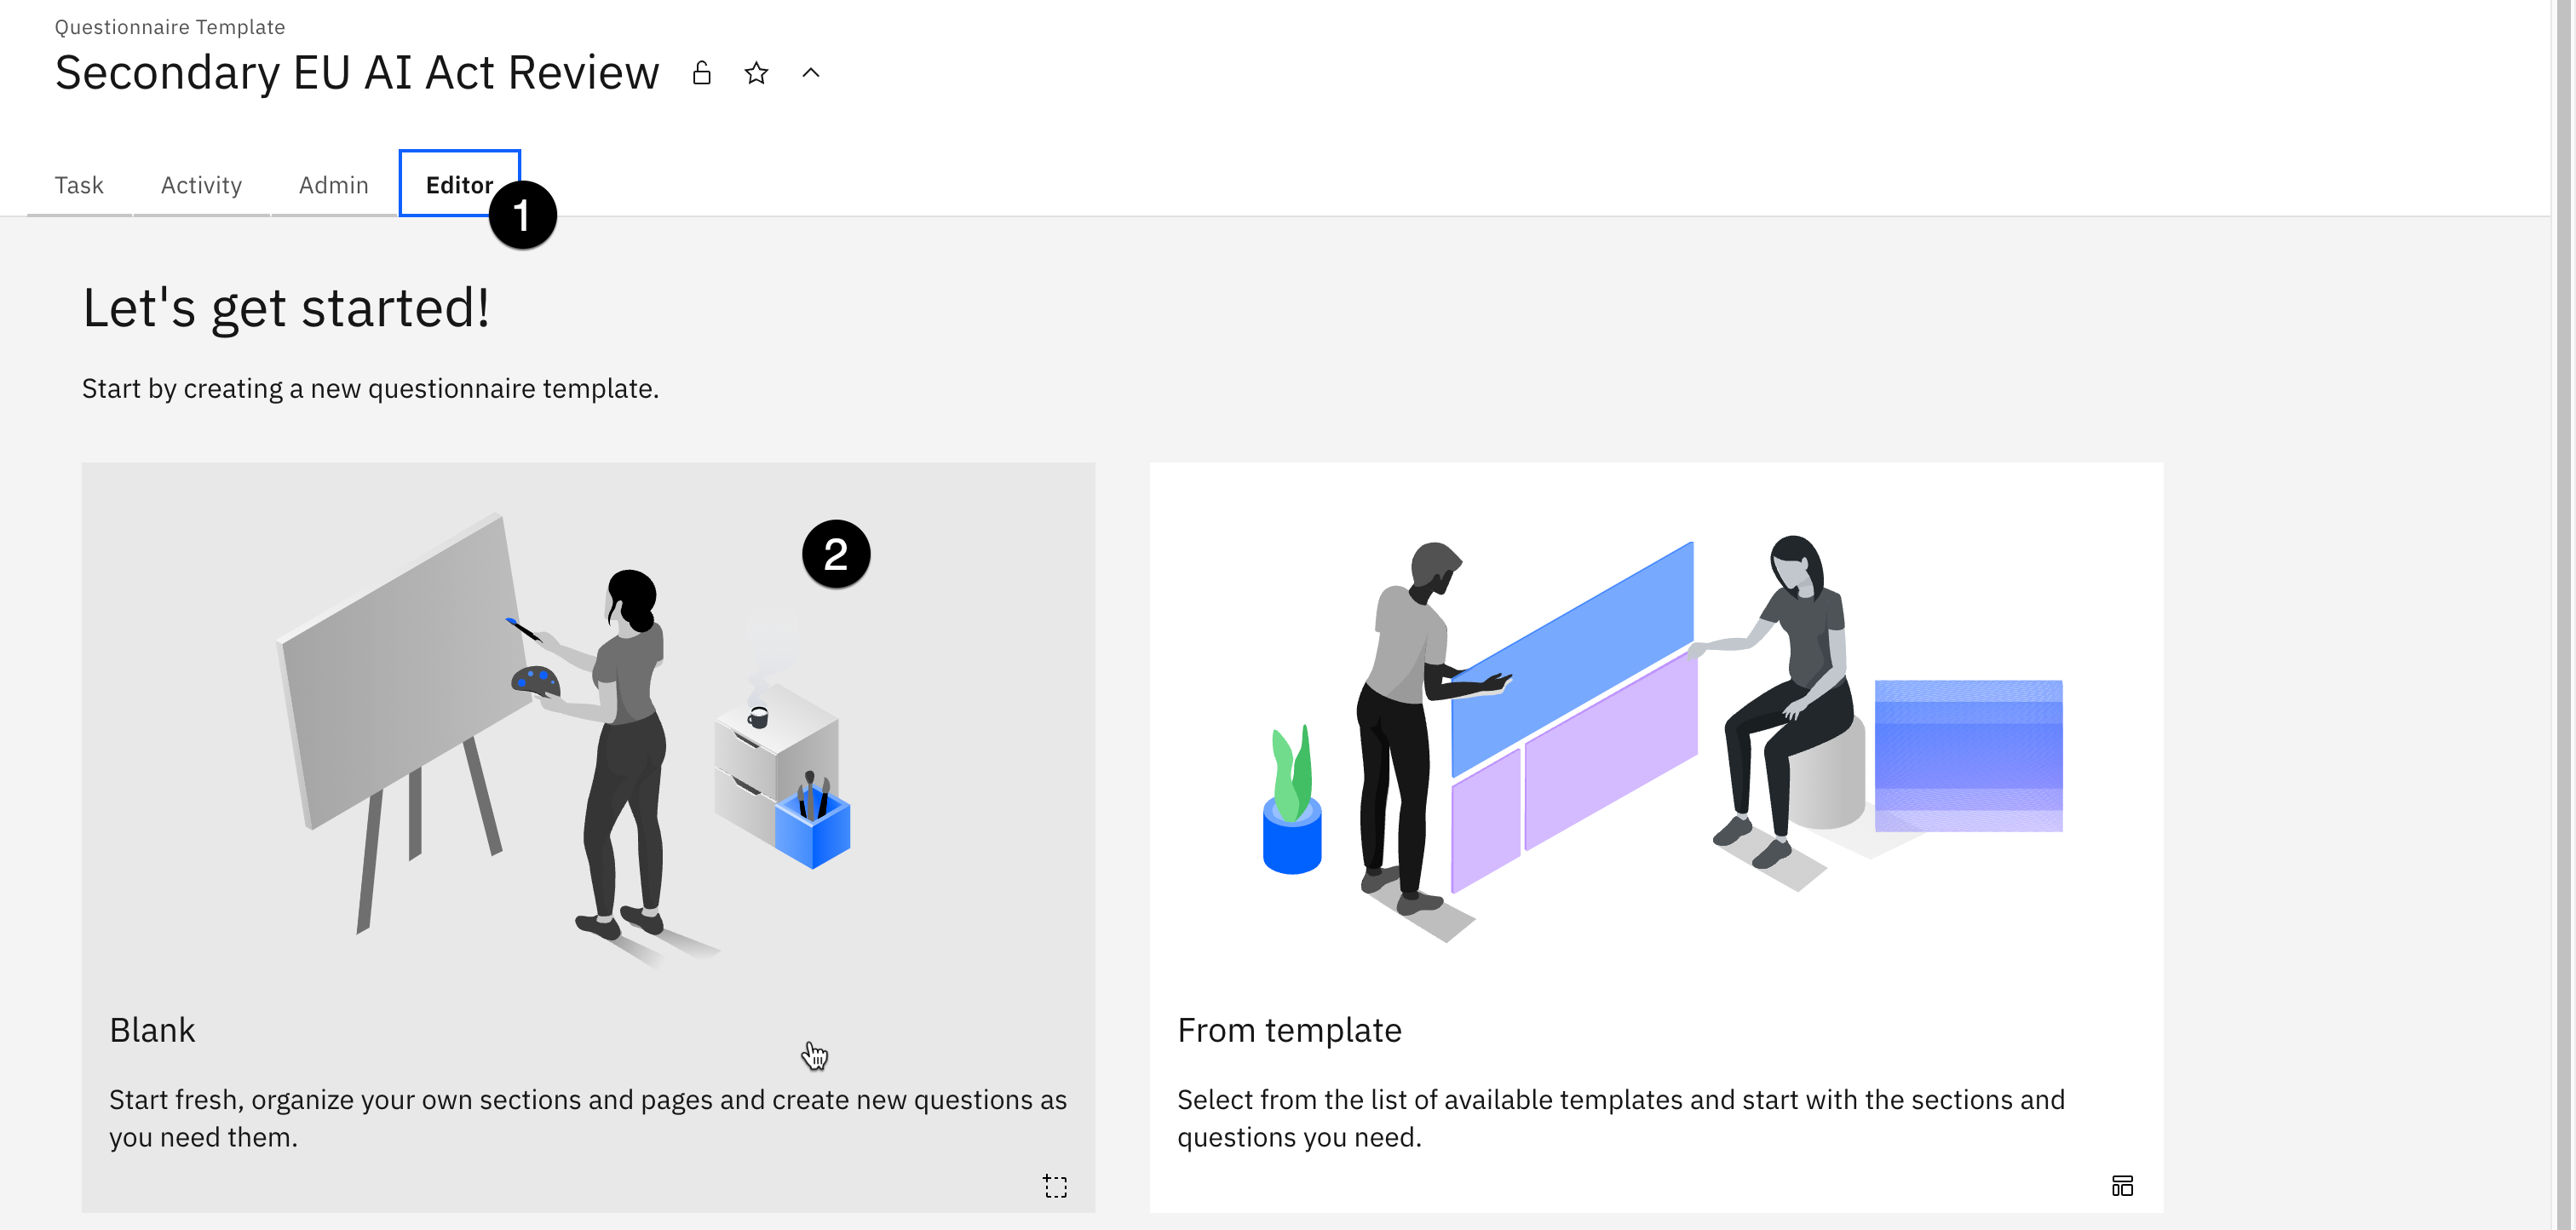 Questionnaire Template
Secondary EU AI Act Review
Task Activity Admin Editor
1
Let's get started!
Start by creating a new questionnaire template.
2
Blank
Start fresh, organize your own sections and pages and create new questions as
you need them.
From template
Select from the list of available templates and start with the sections and
questions you need.